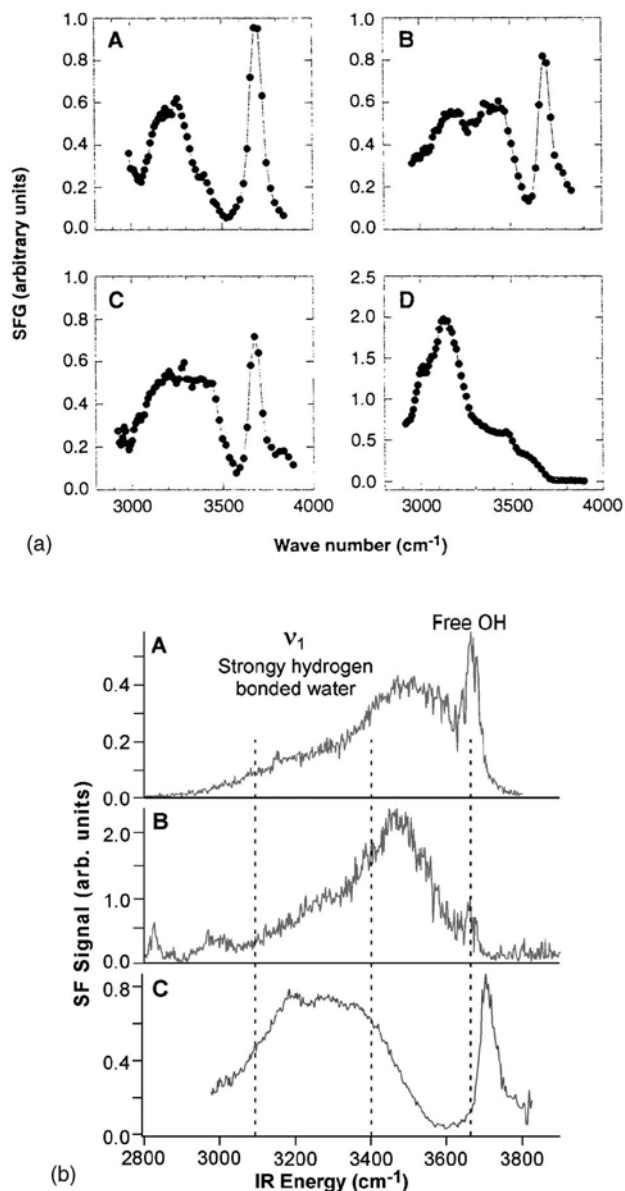 A
B
1.0
0.8
0.6
0.4
0.2
0.0
1.0
0.8
0.6
0.4
0.2
0.0
C
D
1.0
0.8
0.6
0.4
0.2
0.0
2.5
2.0
1.5
1.0
0.5
0.0
SFG (arbitrary units)
3000 3500 4000
3000 3500 4000
(a)
Wave number (cm-1)
A
ν1
Strongy hydrogen
bonded water
Free OH
0.4
0.2
0.0
B
2.0
1.0
0.0
C
0.8
0.4
0.0
SF Signal (arb. units)
2800 3000 3200 3400 3600 3800
(b)
IR Energy (cm-1)